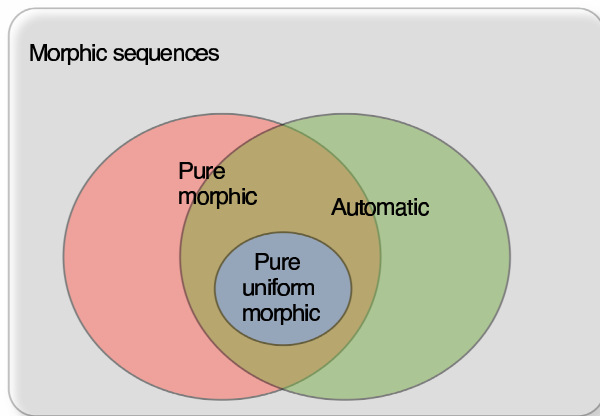 Morphic sequences
Pure
morphic
Automatic
Pure
uniform
morphic